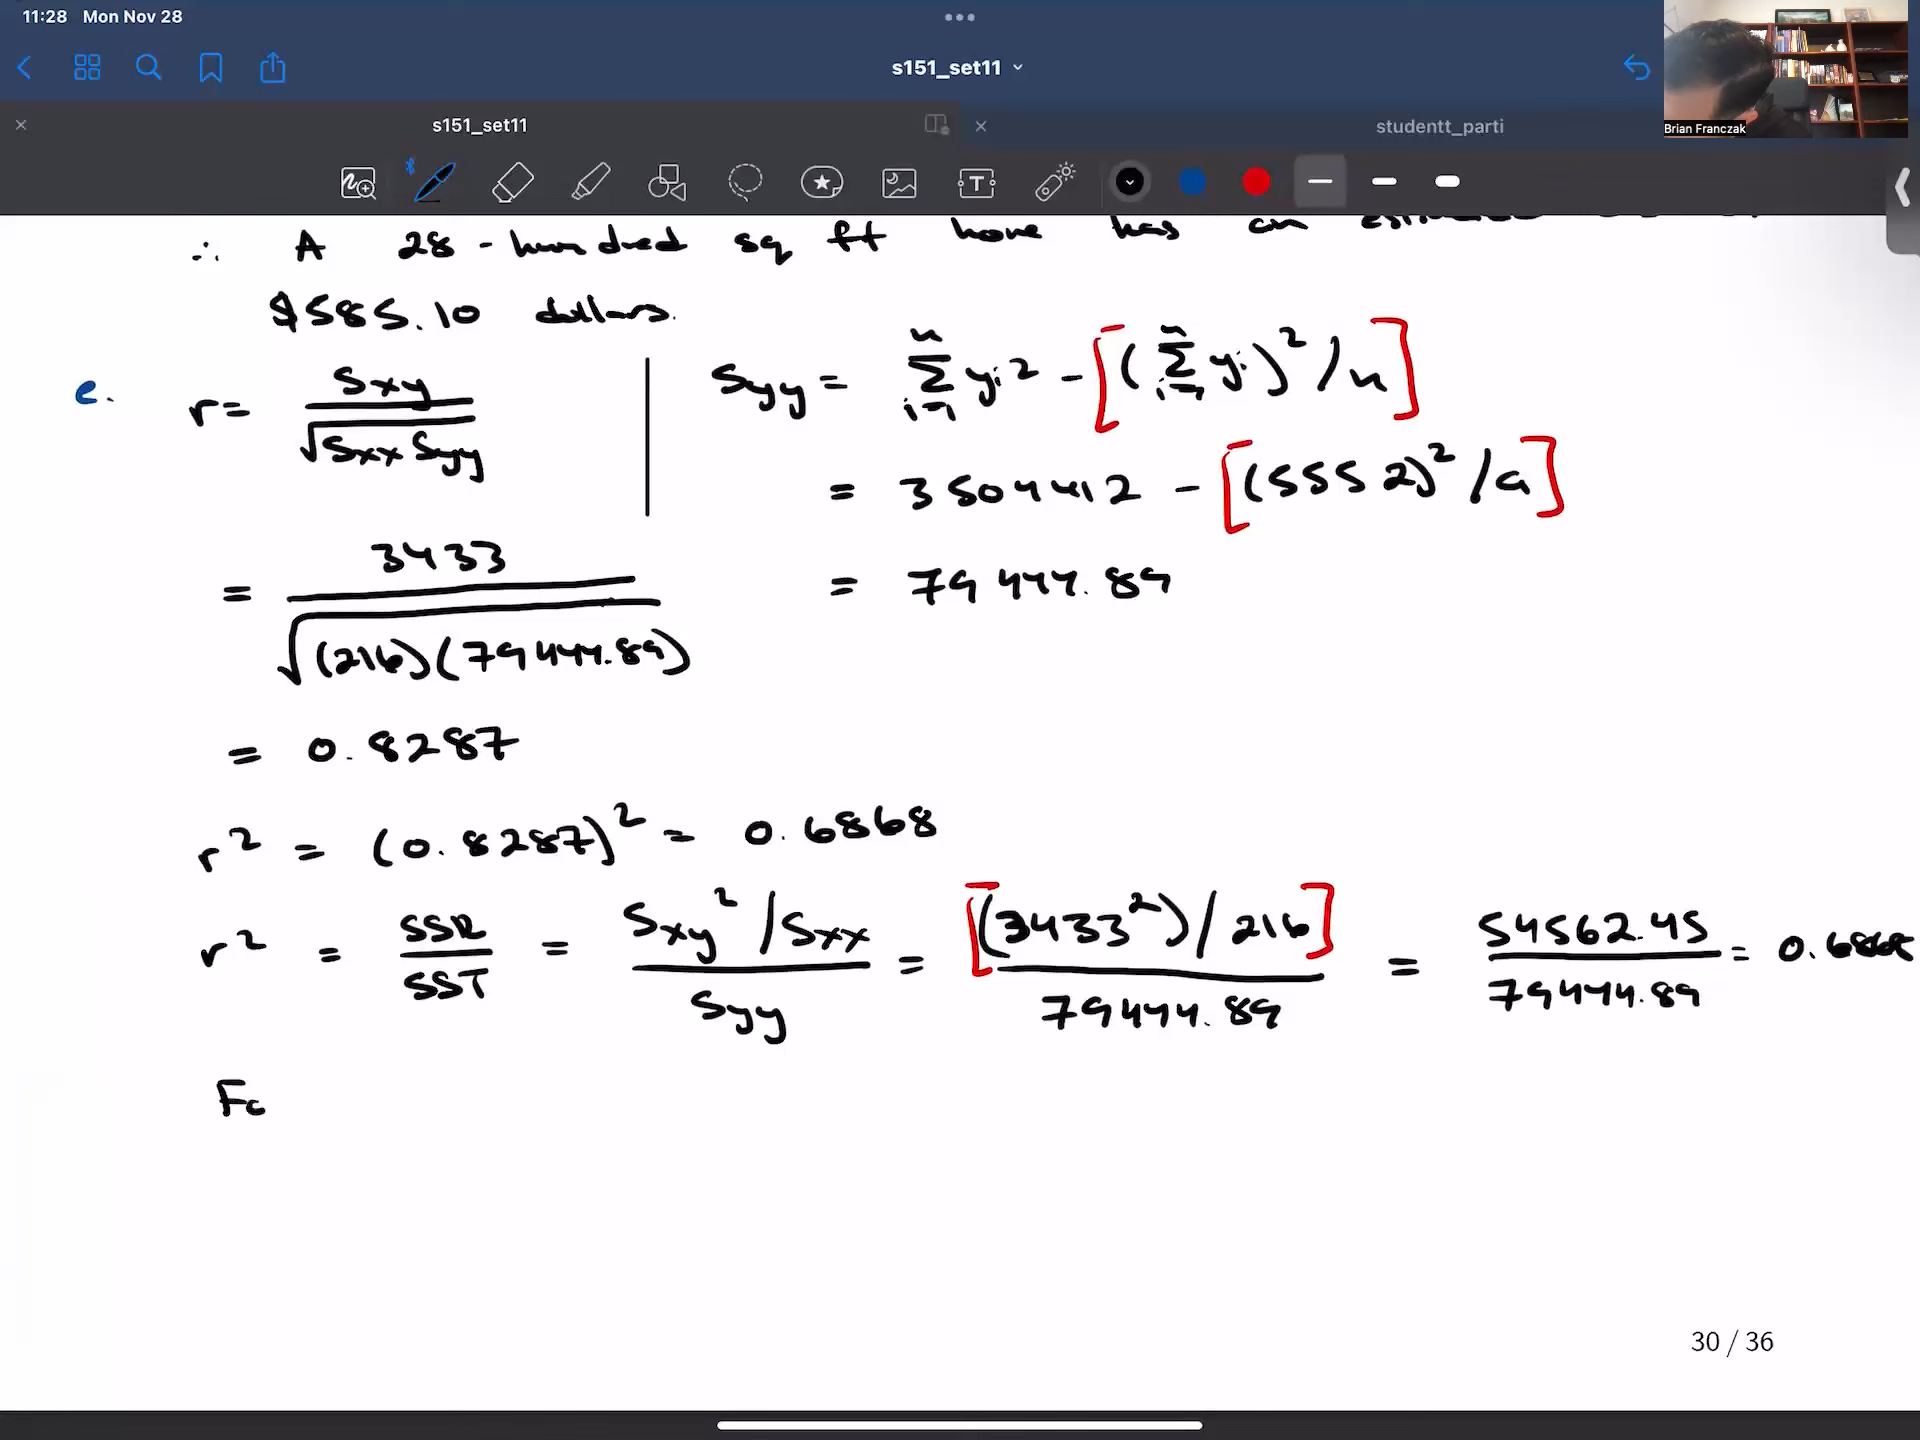 11:28 Mon Nov 28
s151_set11
s151_set11
studentt_parti
Brian Franczak
∴ A 28-hundred sq ft home has an
$585.10 dollars.
e. r = Sxy / √(Sxx Syy)
Syy = n∑i=1 yi² - [(n∑i=1 yi)²/n]
= 3504412 - [(5552)²/9]
= 3433 / √((216)(79444.89))
= 79444.89
= 0.8287
r² = (0.8287)² = 0.6868
r² = SSR/SST = Sxy²/Sxx / Syy = [(3433²)/216] / 79444.89 = 54562.45 / 79444.89 = 0.6868
Fo
30 / 36